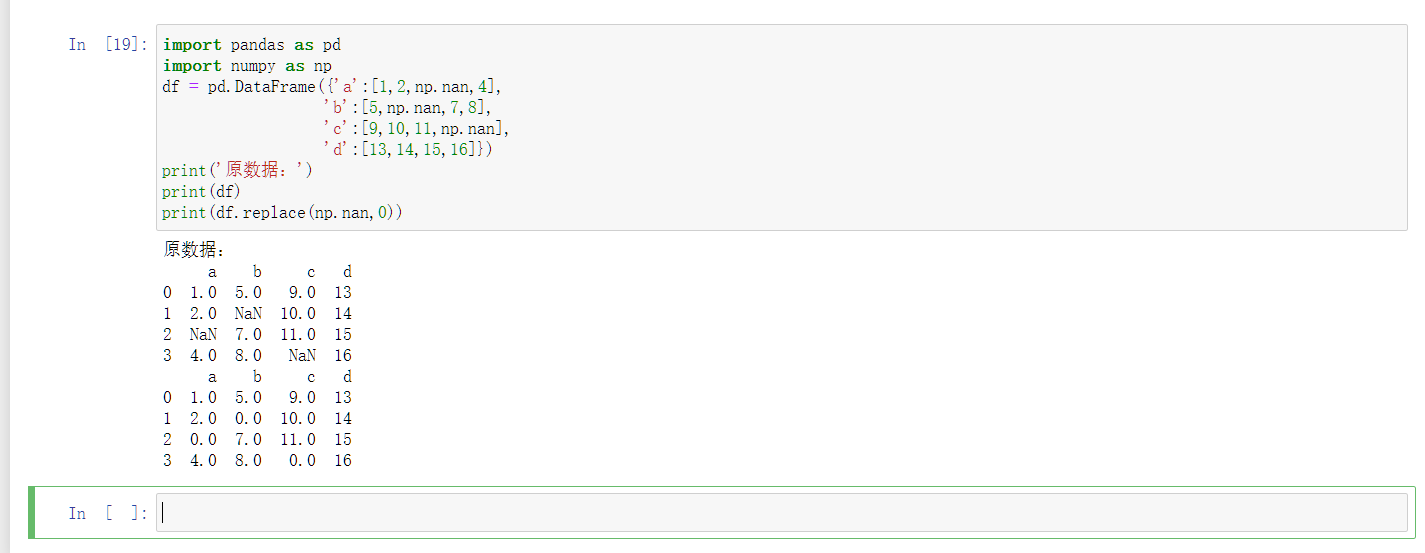 In [19]: import pandas as pd
import numpy as np
df = pd.DataFrame({'a':[1,2,np.nan,4],
'b':[5,np.nan,7,8],
'c':[9,10,11,np.nan],
'd':[13,14,15,16]})
print('原数据：')
print(df)
print(df.replace(np.nan,0))
原数据：
a b c d
0 1.0 5.0 9.0 13
1 2.0 NaN 10.0 14
2 NaN 7.0 11.0 15
3 4.0 8.0 NaN 16
a b c d
0 1.0 5.0 9.0 13
1 2.0 0.0 10.0 14
2 0.0 7.0 11.0 15
3 4.0 8.0 0.0 16
In [ ]: